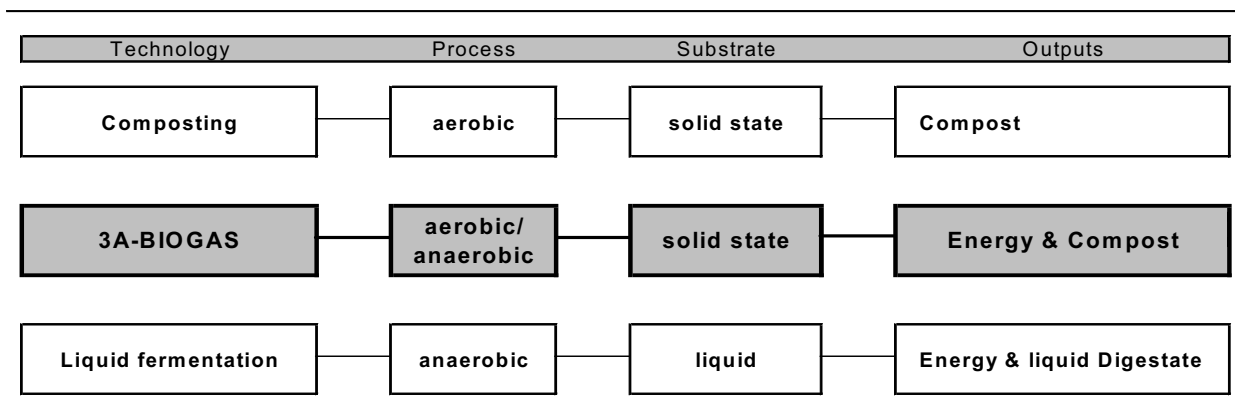 Technology Process Substrate Outputs
Composting aerobic solid state Compost
3A-BIOGAS aerobic/ anaerobic solid state Energy & Compost
Liquid fermentation anaerobic liquid Energy & liquid Digestate